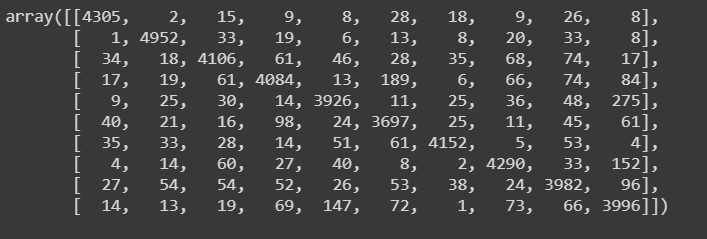 array([[4305, 2, 15, 9, 8, 28, 18, 9, 26, 8],
[ 1, 4952, 33, 19, 6, 13, 8, 20, 33, 8],
[ 34, 18, 4106, 61, 46, 28, 35, 68, 74, 17],
[ 17, 19, 61, 4084, 13, 189, 6, 66, 74, 84],
[ 9, 25, 30, 14, 3926, 11, 25, 36, 48, 275],
[ 40, 21, 16, 98, 24, 3697, 25, 11, 45, 61],
[ 35, 33, 28, 14, 51, 61, 4152, 5, 53, 4],
[ 4, 14, 60, 27, 40, 8, 2, 4290, 33, 152],
[ 27, 54, 54, 52, 26, 53, 38, 24, 3982, 96],
[ 14, 13, 19, 69, 147, 72, 1, 73, 66, 3996]])